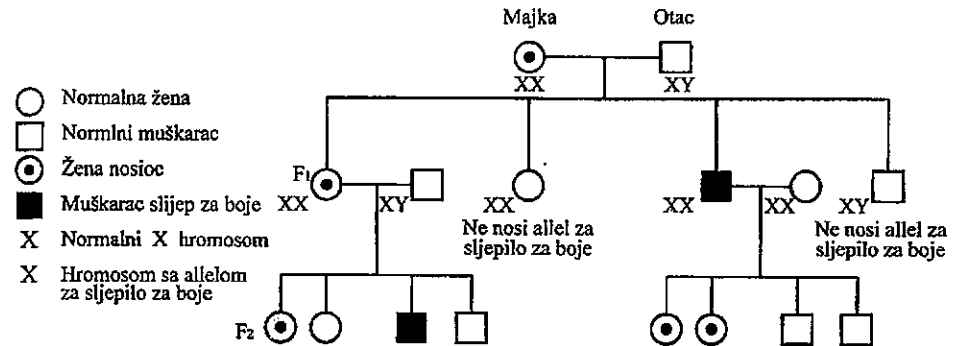 Majka Otac
XX XY
Normalna žena
Normlni muškarac
Žena nosioc
Muškarac slijep za boje
X Normalni X hromosom
X Hromosom sa allelom
za sljepilo za boje
F1
XX XY XX XX XX XY
Ne nosi allel za
sljepilo za boje
Ne nosi allel za
sljepilo za boje
F2